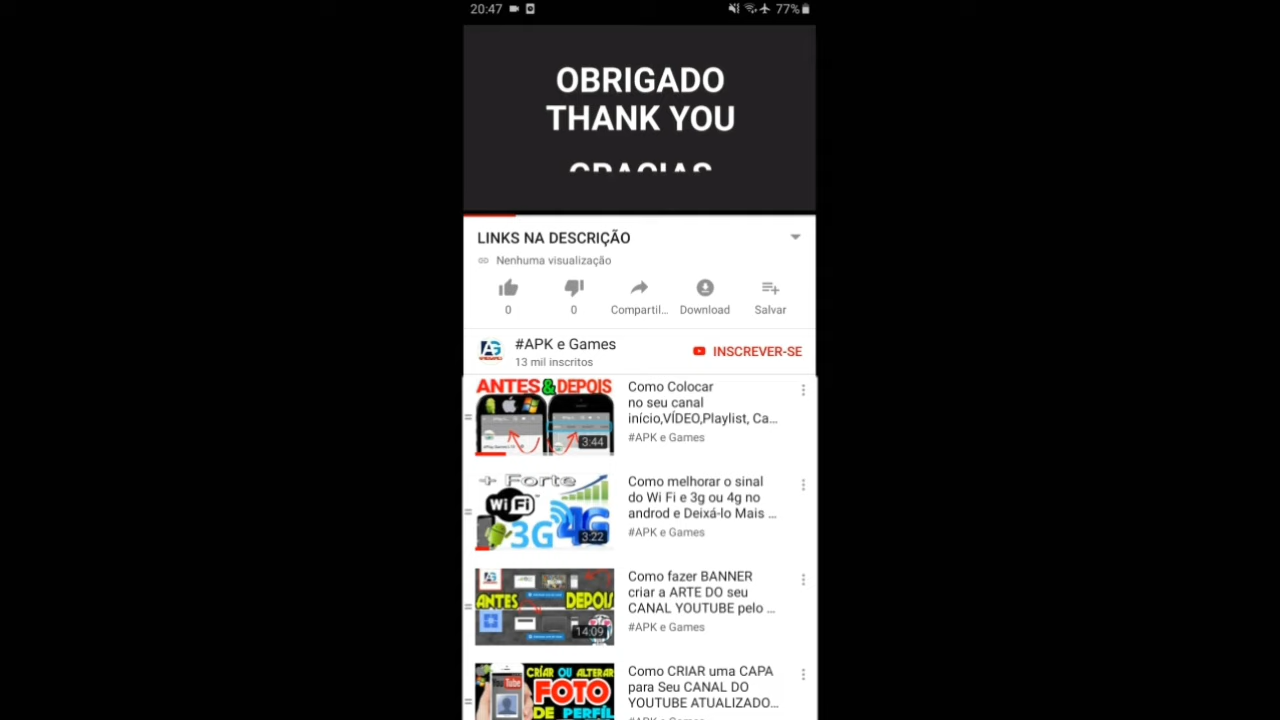 20:47
77%
OBRIGADO
THANK YOU
GRACIAS
LINKS NA DESCRIÇÃO
Nenhuma visualização
0
0
Compartil...
Download
Salvar
#APK e Games
13 mil inscritos
INSCREVER-SE
ANTES & DEPOIS
3:44
Como Colocar
no seu canal
início,VÍDEO,Playlist, Ca...
#APK e Games
+ Forte
Wi Fi
3G
4G
3:22
Como melhorar o sinal
do Wi Fi e 3g ou 4g no
androd e Deixá-lo Mais ...
#APK e Games
ANTES
DEPOIS
14:09
Como fazer BANNER
criar a ARTE DO seu
CANAL YOUTUBE pelo ...
#APK e Games
CRIAR OU ALTERAR
FOTO
DE PERFIL
Como CRIAR uma CAPA
para Seu CANAL DO
YOUTUBE ATUALIZADO...
#APK e Games